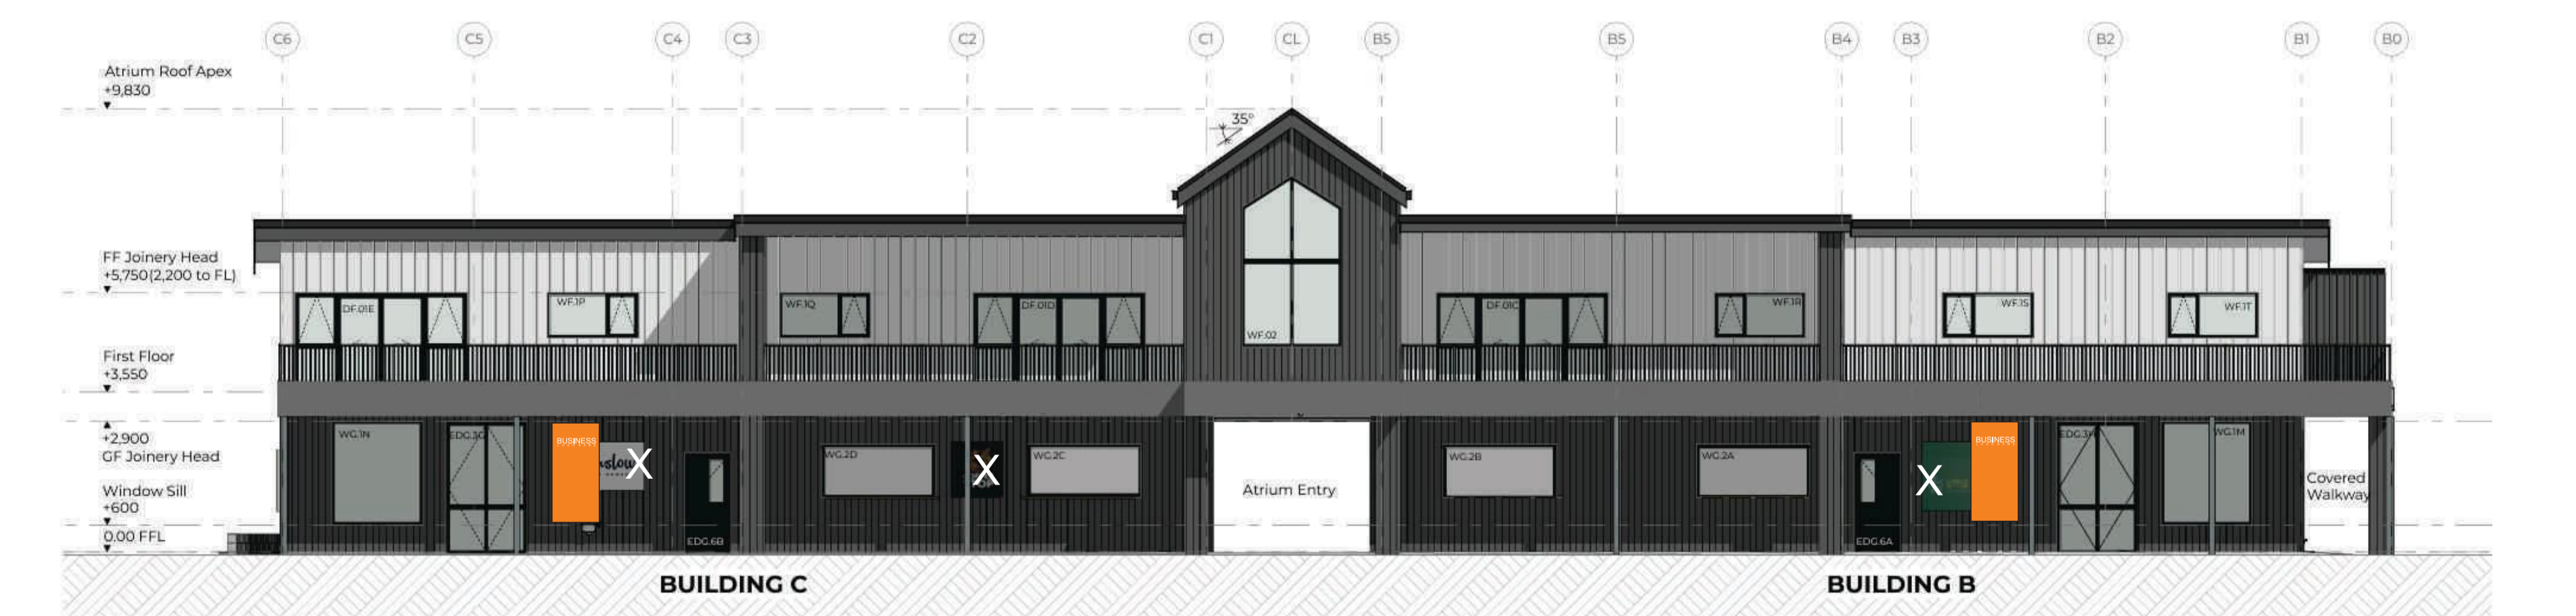 C6
C5
C4
C3
C2
C1
CL
B5
B5
B4
B3
B2
B1
B0
Atrium Roof Apex
+9,830
35°
FF Joinery Head
+5,750(2,200 to FL)
DF.01E
WF.1P
WF.1Q
DF.01D
WF.02
DF.01C
WF.1R
WF.1S
WF.1T
First Floor
+3,550
+2,900
GF Joinery Head
Window Sill
+600
0.00 FFL
WG.1N
EDG.3G
BUSINESS
X
EDG.6B
WG.2D
X
TOP
WG.2C
Atrium Entry
WG.2B
WG.2A
EDG.6A
X
BUSINESS
EDG.3H
WG.1M
Covered
Walkway
BUILDING C
BUILDING B